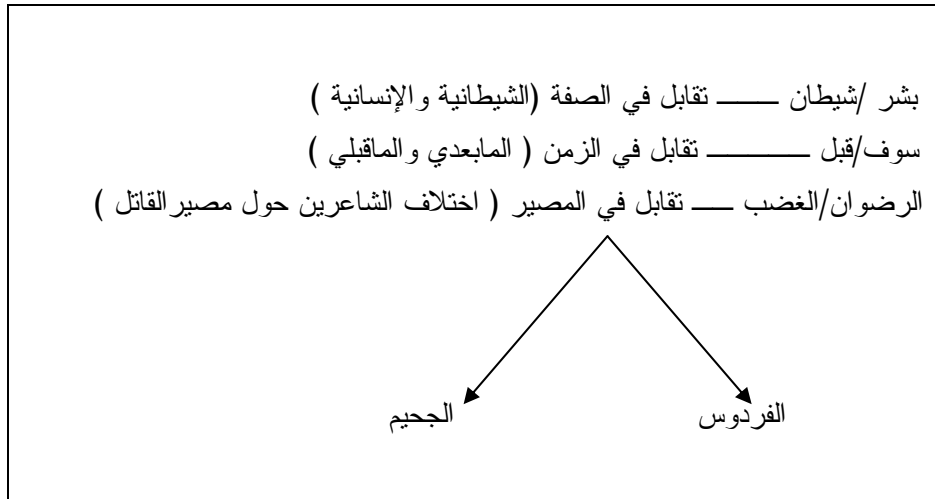 بشر /شيطان ـــــــ تقابل في الصفة (الشيطانية والإنسانية )
سوف/قبل ــــــــــــ تقابل في الزمن ( المابعدي والماقبلي )
الرضوان/الغضب ـــــ تقابل في المصير ( اختلاف الشاعرين حول مصيرالقاتل )
الفردوس الجحيم